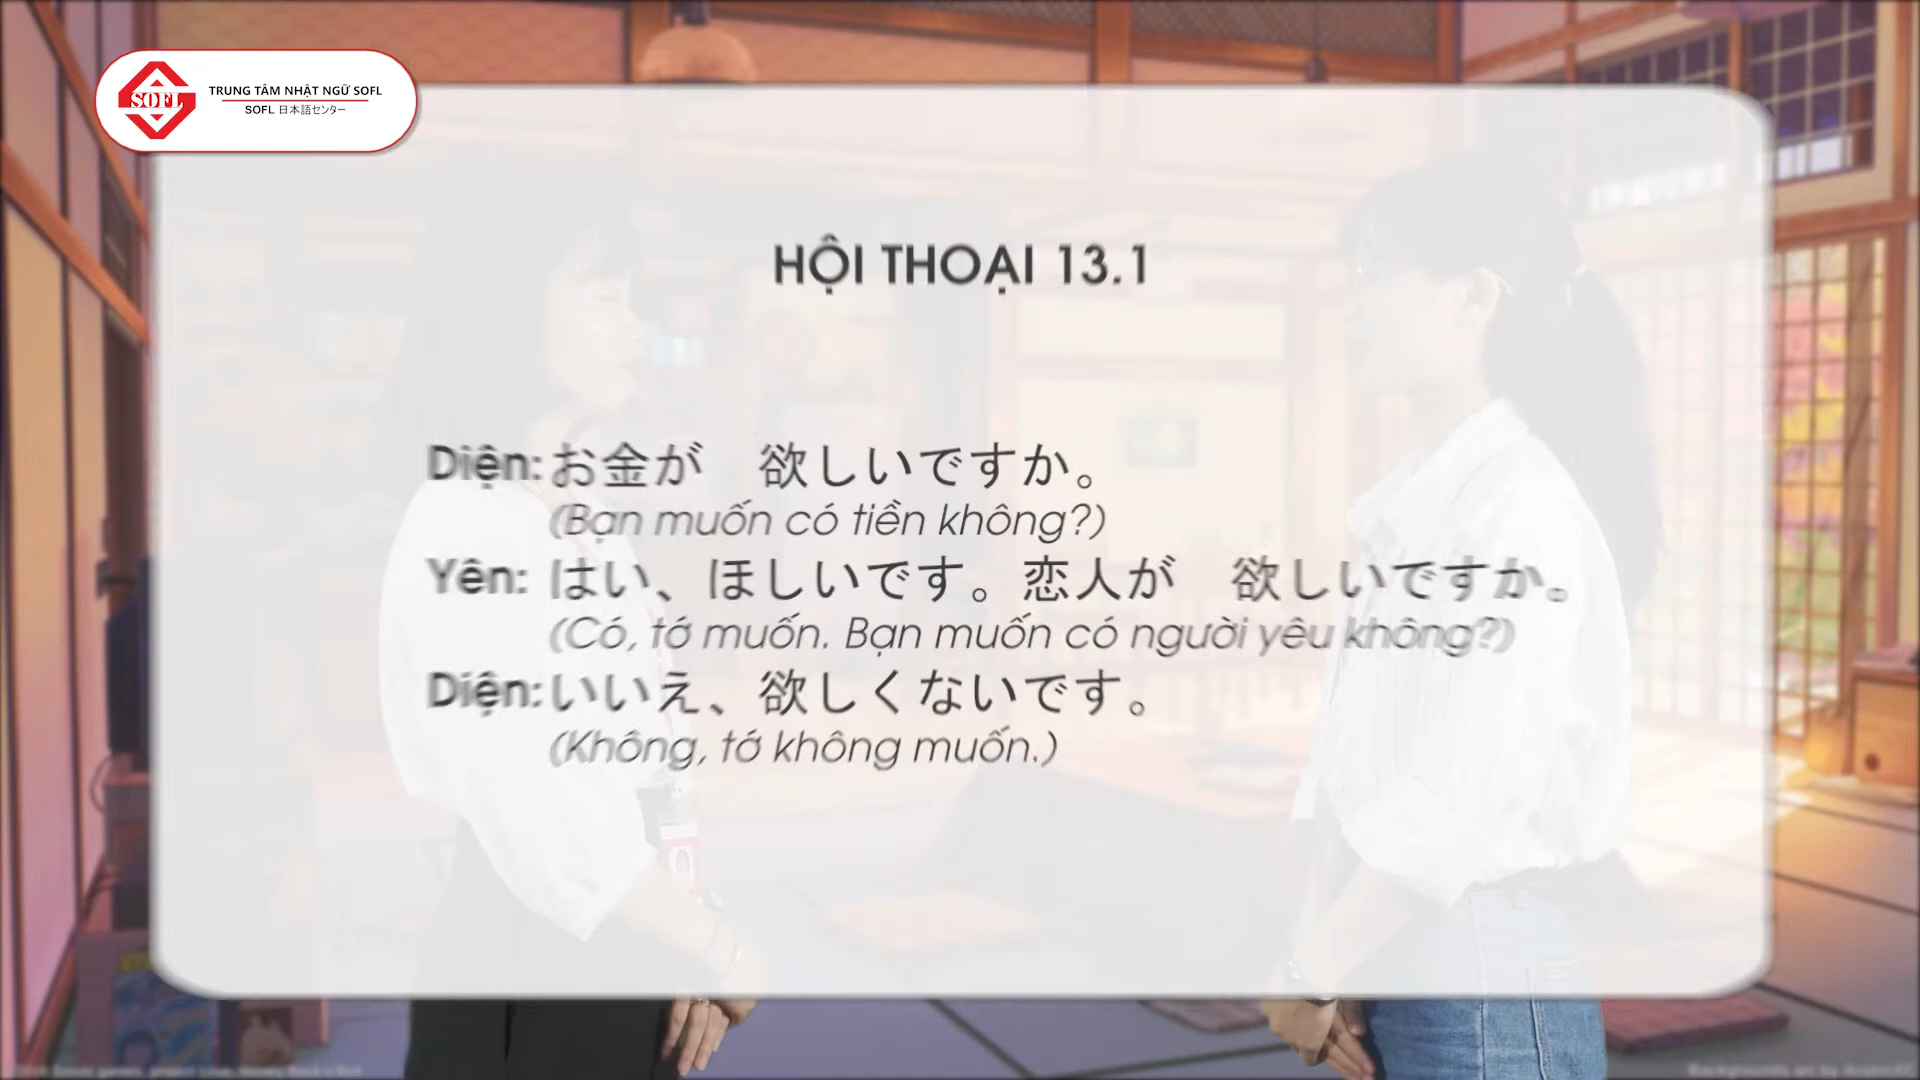 SOFL
TRUNG TÂM NHẬT NGỮ SOFL
SOFL 日本語センター
HỘI THOẠI 13.1
Diện: お金が　欲しいですか。
(Bạn muốn có tiền không?)
Yên: はい、ほしいです。恋人が　欲しいですか。
(Có, tớ muốn. Bạn muốn có người yêu không?)
Diện: いいえ、欲しくないです。
(Không, tớ không muốn.)